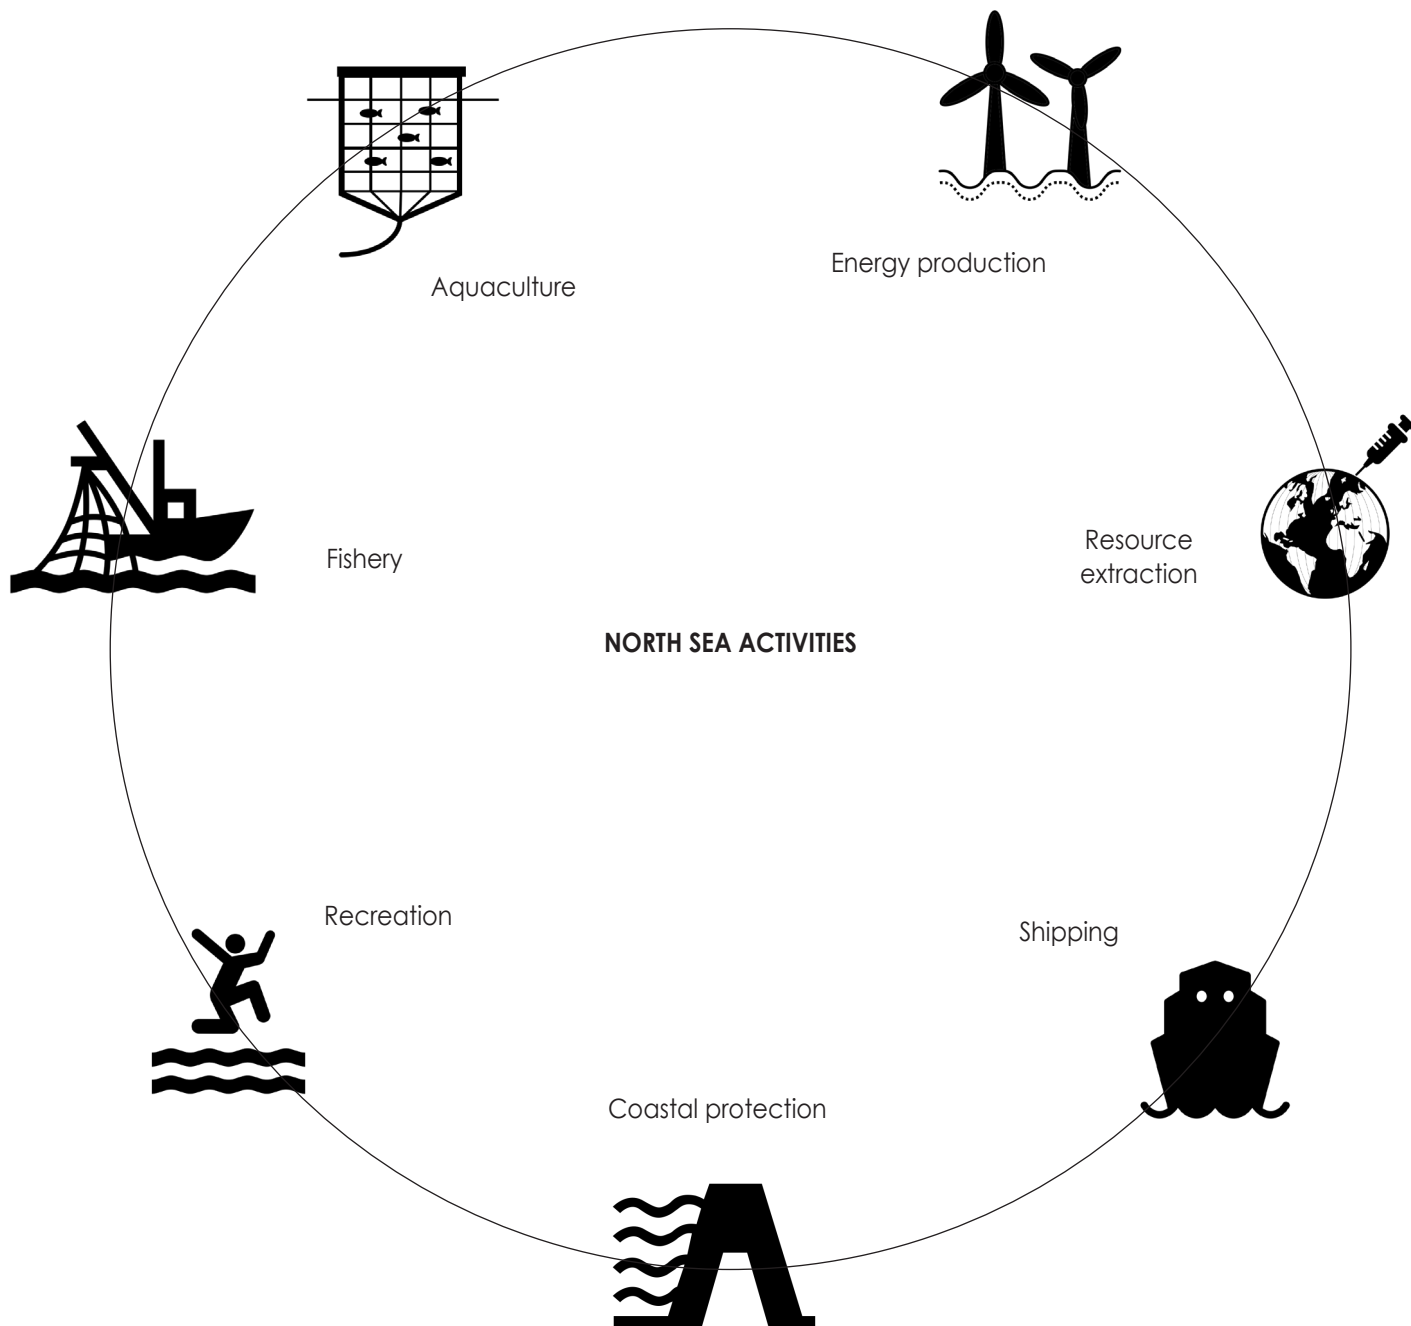 Energy production
Aquaculture
Resource
extraction
Fishery
NORTH SEA ACTIVITIES
Recreation
Shipping
Coastal protection